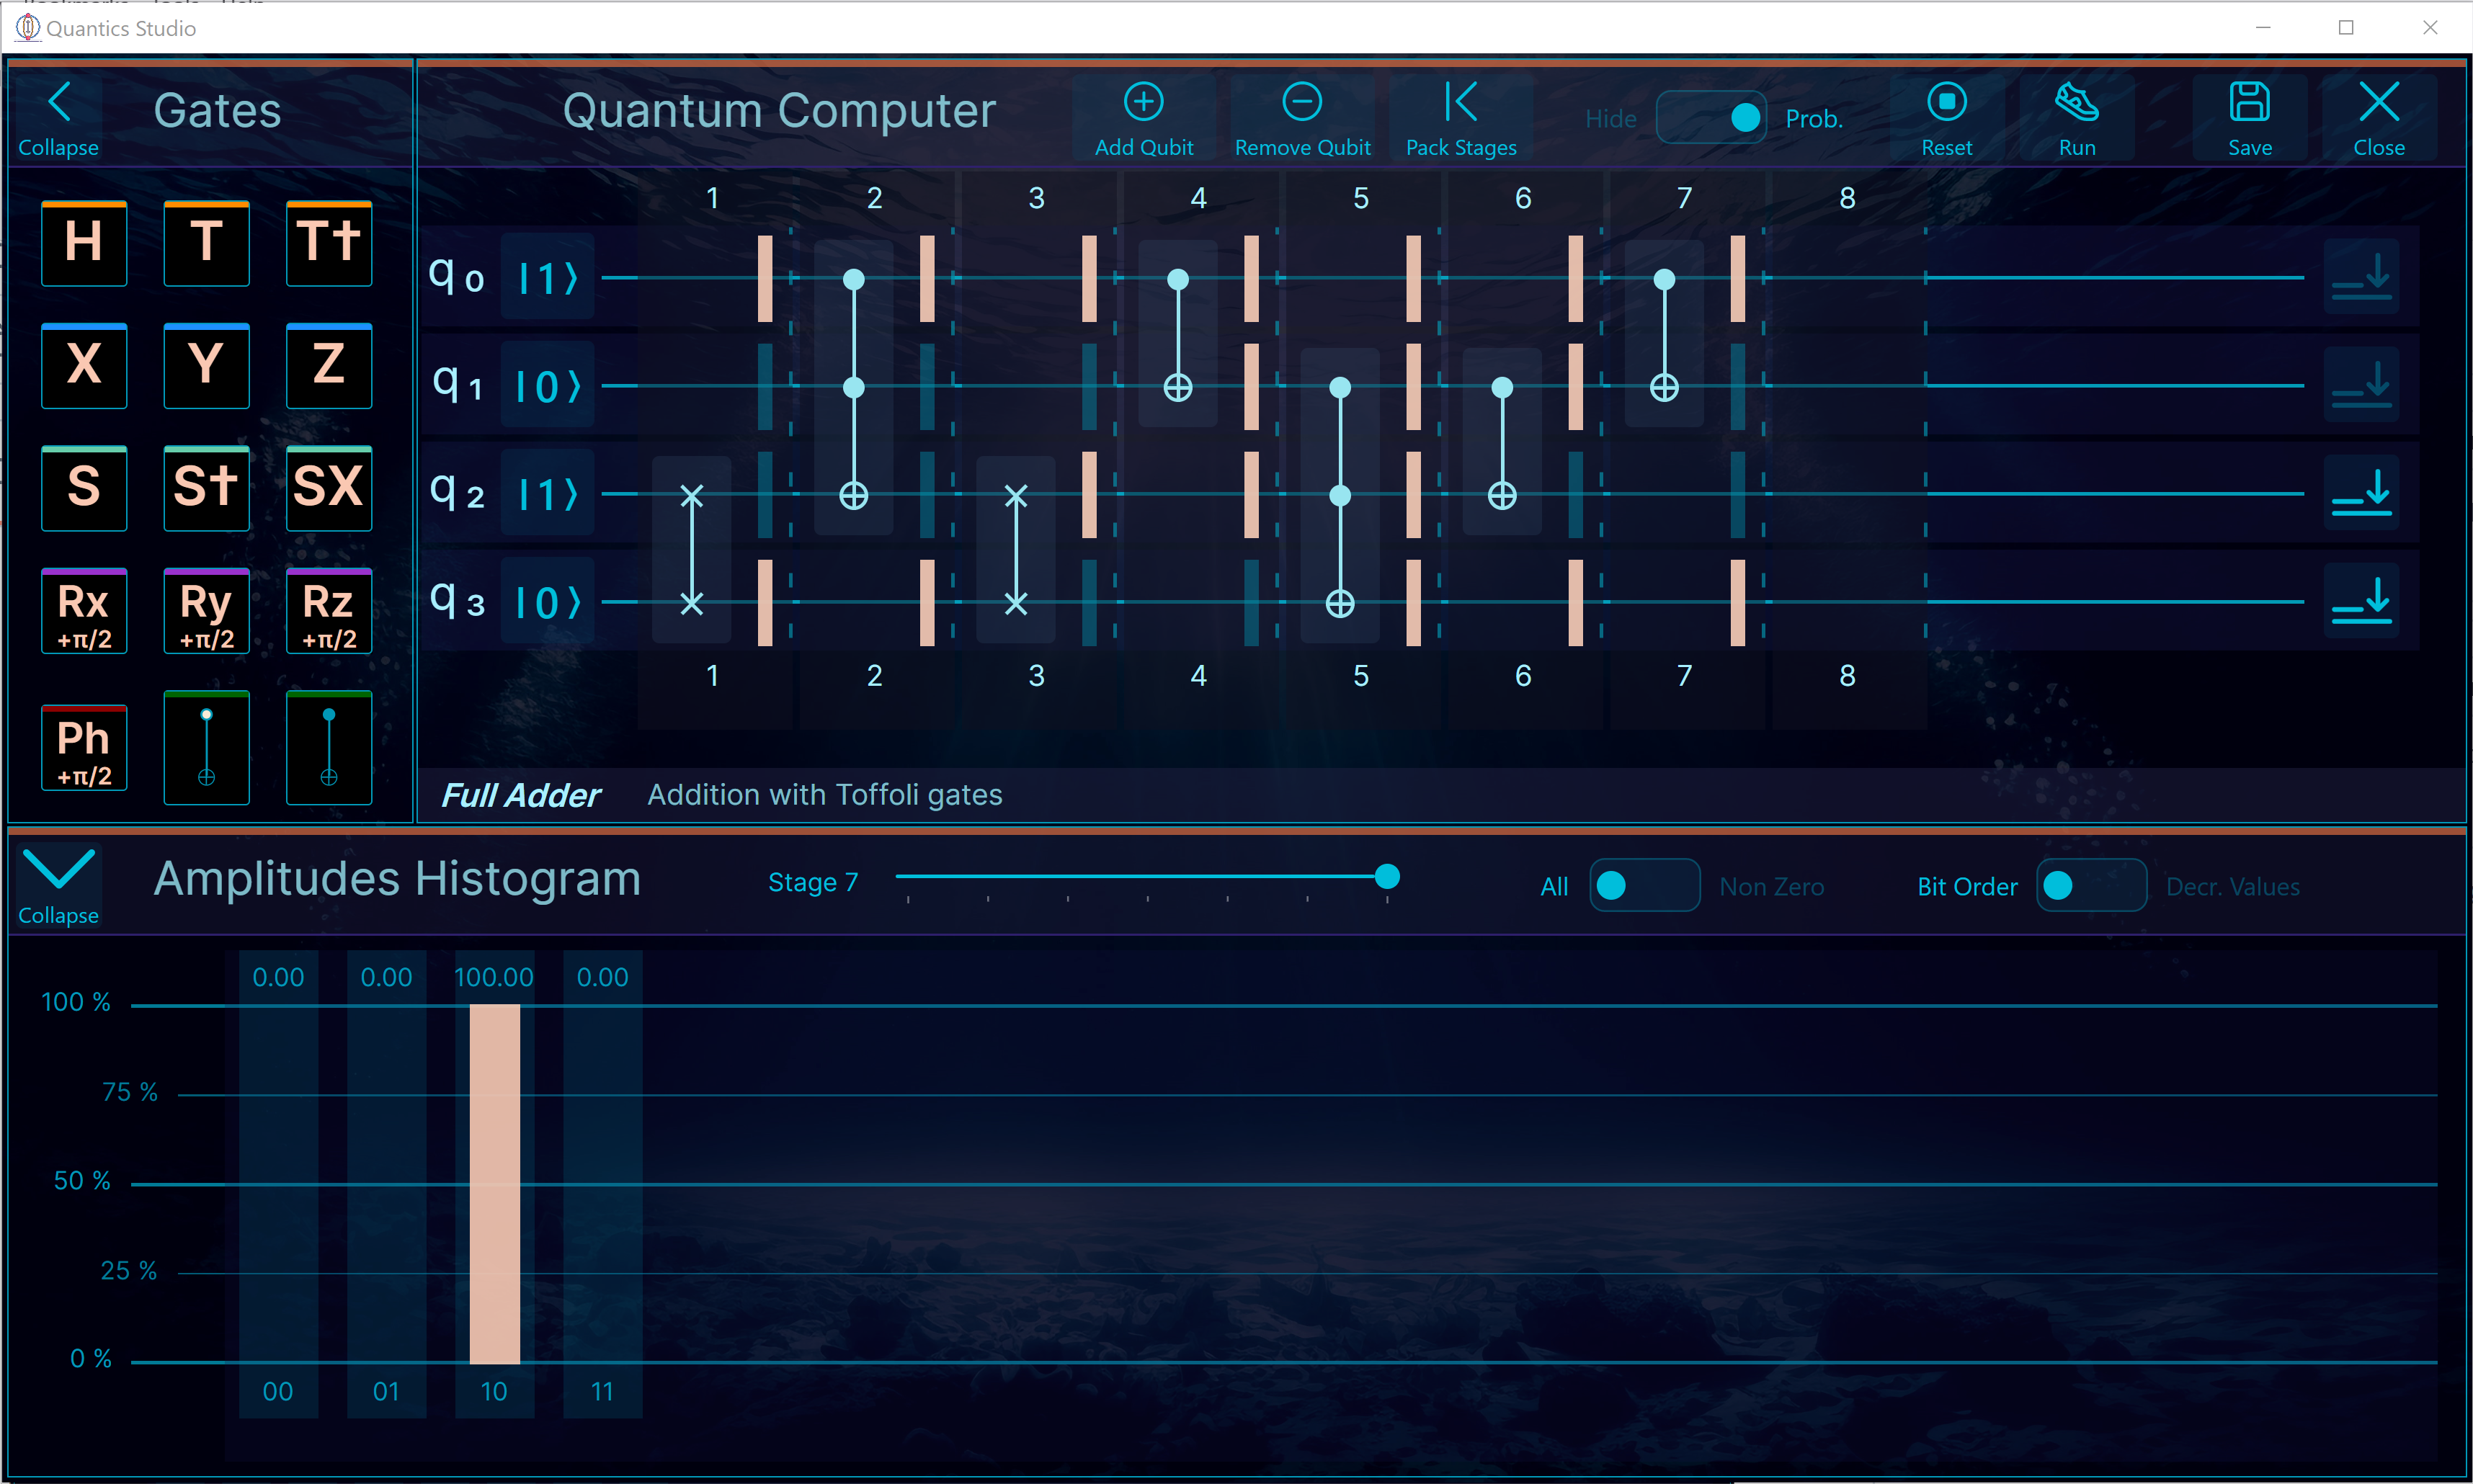 Quantics Studio
Collapse
Gates
Quantum Computer
Add Qubit
Remove Qubit
Pack Stages
Hide
Prob.
Reset
Run
Save
Close
1 2 3 4 5 6 7 8
H T T†
X Y Z
S S† SX
Rx +π/2
Ry +π/2
Rz +π/2
Ph +π/2
q 0 |1⟩
q 1 |0⟩
q 2 |1⟩
q 3 |0⟩
1 2 3 4 5 6 7 8
Full Adder Addition with Toffoli gates
Collapse
Amplitudes Histogram
Stage 7
All
Non Zero
Bit Order
Decr. Values
0.00 0.00 100.00 0.00
100 %
75 %
50 %
25 %
0 %
00 01 10 11